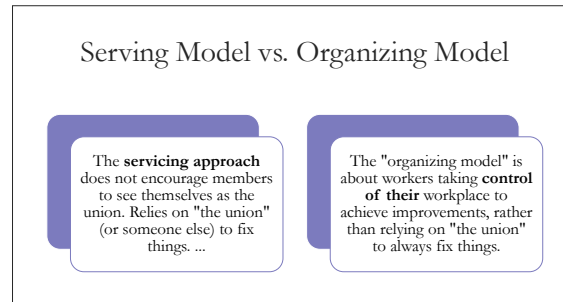 Serving Model vs. Organizing Model
The servicing approach
does not encourage members
to see themselves as the
union. Relies on "the union"
(or someone else) to fix
things. ...
The "organizing model" is
about workers taking control
of their workplace to
achieve improvements, rather
than relying on "the union"
to always fix things.